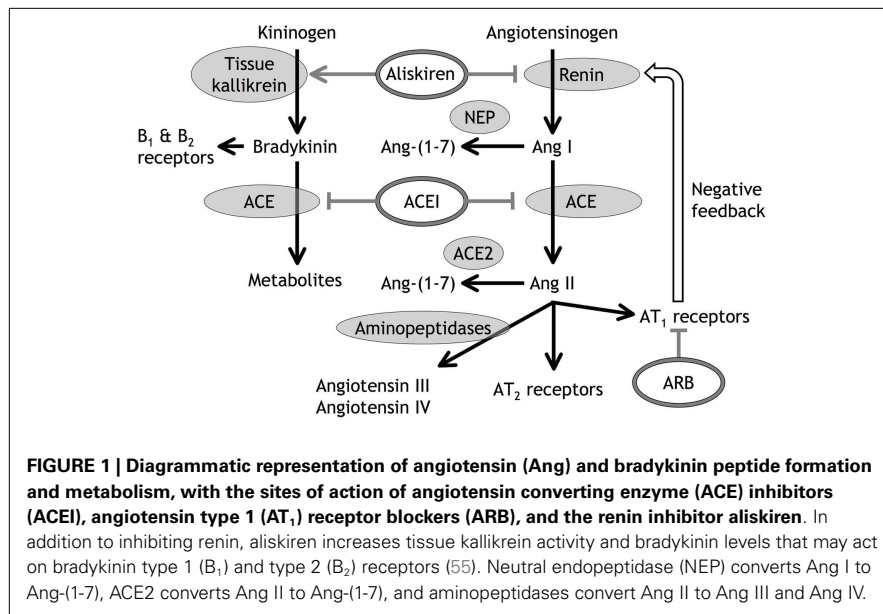 Kininogen
Angiotensinogen
Tissue
kallikrein
Aliskiren
Renin
NEP
B₁ & B₂
receptors
Bradykinin
Ang-(1-7)
Ang I
Negative
feedback
ACE
ACEI
ACE
ACE2
Metabolites
Ang-(1-7)
Ang II
AT₁ receptors
Aminopeptidases
Angiotensin III
Angiotensin IV
AT₂ receptors
ARB
FIGURE 1 | Diagrammatic representation of angiotensin (Ang) and bradykinin peptide formation
and metabolism, with the sites of action of angiotensin converting enzyme (ACE) inhibitors
(ACEI), angiotensin type 1 (AT₁) receptor blockers (ARB), and the renin inhibitor aliskiren. In
addition to inhibiting renin, aliskiren increases tissue kallikrein activity and bradykinin levels that may act
on bradykinin type 1 (B₁) and type 2 (B₂) receptors (55). Neutral endopeptidase (NEP) converts Ang I to
Ang-(1-7), ACE2 converts Ang II to Ang-(1-7), and aminopeptidases convert Ang II to Ang III and Ang IV.